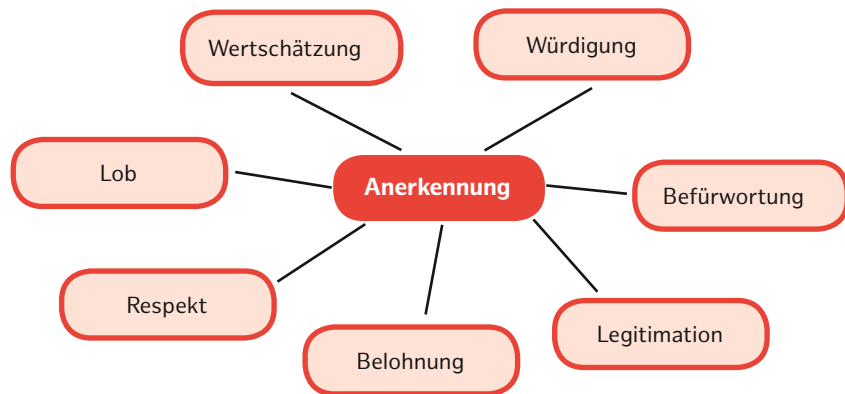 Wertschätzung
Würdigung
Lob
Anerkennung
Befürwortung
Respekt
Belohnung
Legitimation